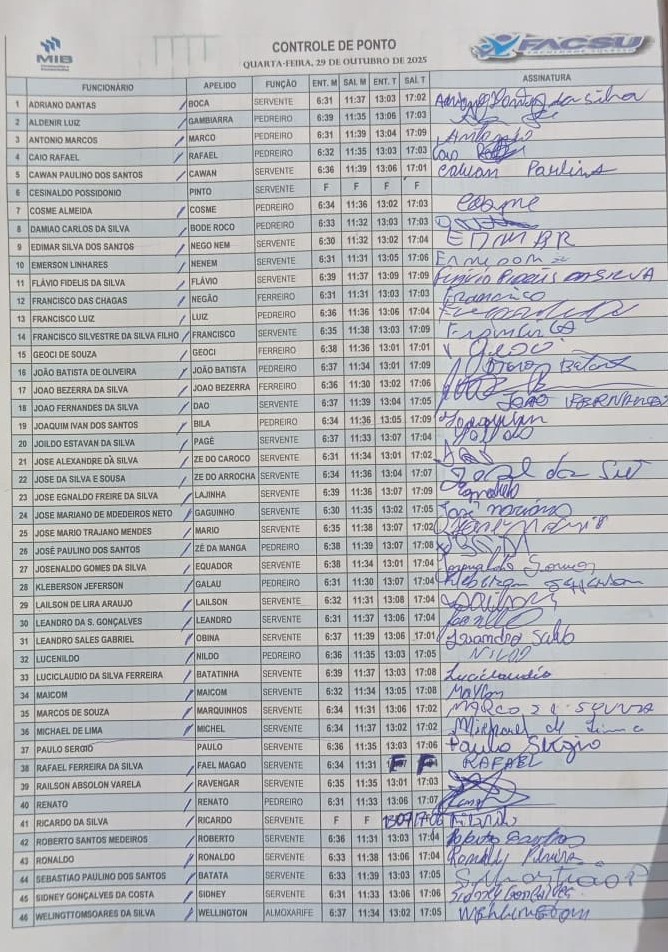 MIB
CONTROLE DE PONTO
QUARTA-FEIRA, 29 DE OUTUBRO DE 2025
FACSU
FUNCIONÁRIO APELIDO FUNÇÃO ENT. M SAI. M ENT. T SAI. T ASSINATURA
1 ADRIANO DANTAS BOCA SERVENTE 6:31 11:37 13:03 17:02 Adriano Dantas da silva
2 ALDENIR LUIZ GAMBIARRA PEDREIRO 6:39 11:35 13:06 17:03
3 ANTONIO MARCOS MARCO PEDREIRO 6:31 11:39 13:04 17:09 Antonio
4 CAIO RAFAEL RAFAEL PEDREIRO 6:32 11:35 13:03 17:03 Caio
5 CAWAN PAULINO DOS SANTOS CAWAN SERVENTE 6:36 11:39 13:06 17:01 Cauan Paulino
6 CESINALDO POSSIDONIO PINTO SERVENTE F F F F
7 COSME ALMEIDA COSME PEDREIRO 6:34 11:36 13:02 17:03 Cosme
8 DAMIAO CARLOS DA SILVA BODE ROCO PEDREIRO 6:33 11:32 13:03 17:03
9 EDIMAR SILVA DOS SANTOS NEGO NEM SERVENTE 6:30 11:32 13:02 17:04 EDIMAR
10 EMERSON LINHARES NENEM SERVENTE 6:31 11:31 13:05 17:06 Emerson
11 FLÁVIO FIDELIS DA SILVA FLÁVIO SERVENTE 6:39 11:37 13:09 17:09 DA SILVA
12 FRANCISCO DAS CHAGAS NEGÃO FERREIRO 6:31 11:31 13:03 17:03 Francisco
13 FRANCISCO LUIZ LUIZ PEDREIRO 6:36 11:36 13:06 17:04
14 FRANCISCO SILVESTRE DA SILVA FILHO FRANCISCO SERVENTE 6:35 11:38 13:03 17:09
15 GEOCI DE SOUZA GEOCI FERREIRO 6:38 11:36 13:01 17:01 Geoci
16 JOÃO BATISTA DE OLIVEIRA JOÃO BATISTA PEDREIRO 6:37 11:34 13:01 17:09
17 JOAO BEZERRA DA SILVA JOAO BEZERRA FERREIRO 6:36 11:30 13:02 17:06
18 JOAO FERNANDES DA SILVA DAO SERVENTE 6:37 11:39 13:04 17:05 JOÃO FERNANDES
19 JOAQUIM IVAN DOS SANTOS BILA PEDREIRO 6:34 11:36 13:05 17:09 Joaquim
20 JOILDO ESTAVAN DA SILVA PAGÉ SERVENTE 6:37 11:33 13:07 17:04 Joildo
21 JOSE ALEXANDRE DA SILVA ZE DO CAROCO SERVENTE 6:31 11:34 13:01 17:02
22 JOSE DA SILVA E SOUSA ZE DO ARROCHA SERVENTE 6:34 11:36 13:04 17:07
23 JOSE EGNALDO FREIRE DA SILVA LAJINHA SERVENTE 6:39 11:36 13:07 17:09 Egnaldo
24 JOSE MARIANO DE MDEDEIROS NETO GAGUINHO SERVENTE 6:30 11:35 13:02 17:05 José mariano
25 JOSE MARIO TRAJANO MENDES MARIO SERVENTE 6:35 11:38 13:07 17:02
26 JOSÉ PAULINO DOS SANTOS ZÉ DA MANGA PEDREIRO 6:38 11:39 13:07 17:08
27 JOSENALDO GOMES DA SILVA EQUADOR SERVENTE 6:38 11:34 13:01 17:04 Josenaldo Gomes
28 KLEBERSON JEFERSON GALAU PEDREIRO 6:31 11:30 13:07 17:04 Kleberson Jeferson
29 LAILSON DE LIRA ARAUJO LAILSON SERVENTE 6:32 11:31 13:08 17:04
30 LEANDRO DA S. GONÇALVES LEANDRO SERVENTE 6:31 11:37 13:06 17:04
31 LEANDRO SALES GABRIEL OBINA SERVENTE 6:37 11:39 13:06 17:01 Leandro Sales
32 LUCENILDO NILDO PEDREIRO 6:36 11:35 13:03 17:05 NILDO
33 LUCICLAUDIO DA SILVA FERREIRA BATATINHA SERVENTE 6:39 11:37 13:03 17:08 Luciclaudio
34 MAICOM MAICOM SERVENTE 6:32 11:34 13:05 17:08 Maycon
35 MARCOS DE SOUZA MARQUINHOS SERVENTE 6:34 11:31 13:06 17:02 MARCO
36 MICHAEL DE LIMA MICHEL SERVENTE 6:34 11:37 13:02 17:02 Michael de Lima
37 PAULO SERGIO PAULO SERVENTE 6:36 11:35 13:03 17:06 Paulo Sergio
38 RAFAEL FERREIRA DA SILVA FAEL MAGAO SERVENTE 6:34 11:31 F F RAFAEL
39 RAILSON ABSOLON VARELA RAVENGAR SERVENTE 6:35 11:35 13:01 17:03
40 RENATO RENATO PEDREIRO 6:31 11:33 13:06 17:07
41 RICARDO DA SILVA RICARDO SERVENTE F F 13:07 17:06
42 ROBERTO SANTOS MEDEIROS ROBERTO SERVENTE 6:36 11:31 13:03 17:04 Roberto Santos
43 RONALDO RONALDO SERVENTE 6:33 11:38 13:06 17:04
44 SEBASTIAO PAULINO DOS SANTOS BATATA SERVENTE 6:33 11:39 13:03 17:05
45 SIDNEY GONÇALVES DA COSTA SIDNEY SERVENTE 6:31 11:33 13:06 17:06 Sidney Gonçalves
46 WELINGTTOMSOARES DA SILVA WELLINGTON ALMOXARIFE 6:37 11:34 13:02 17:05